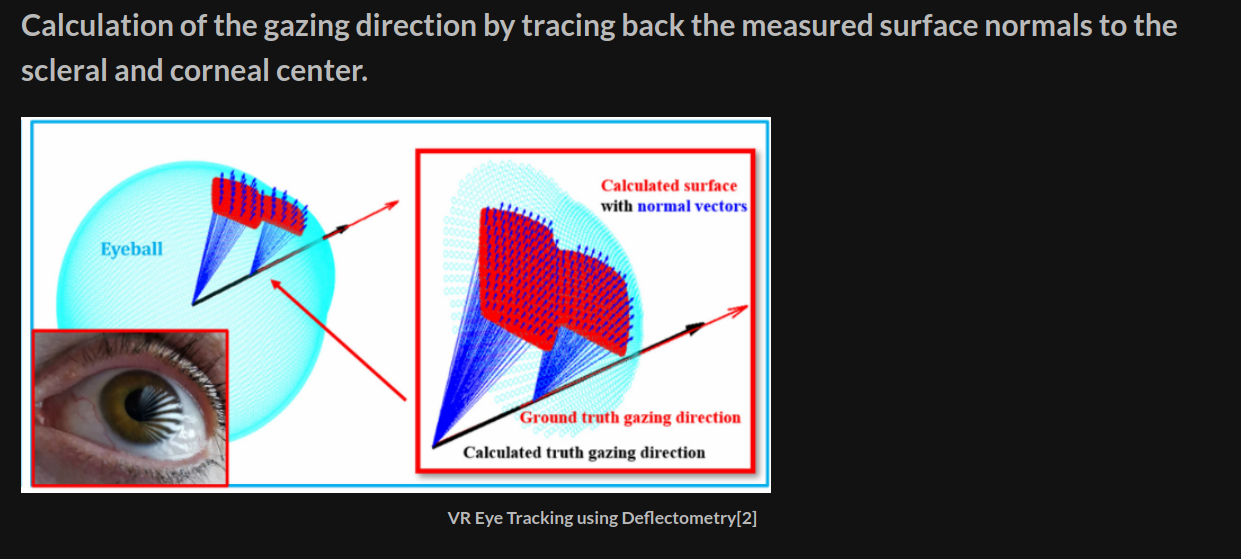 Calculation of the gazing direction by tracing back the measured surface normals to the
scleral and corneal center.
Eyeball
Calculated surface
with normal vectors
Ground truth gazing direction
Calculated truth gazing direction
VR Eye Tracking using Deflectometry[2]